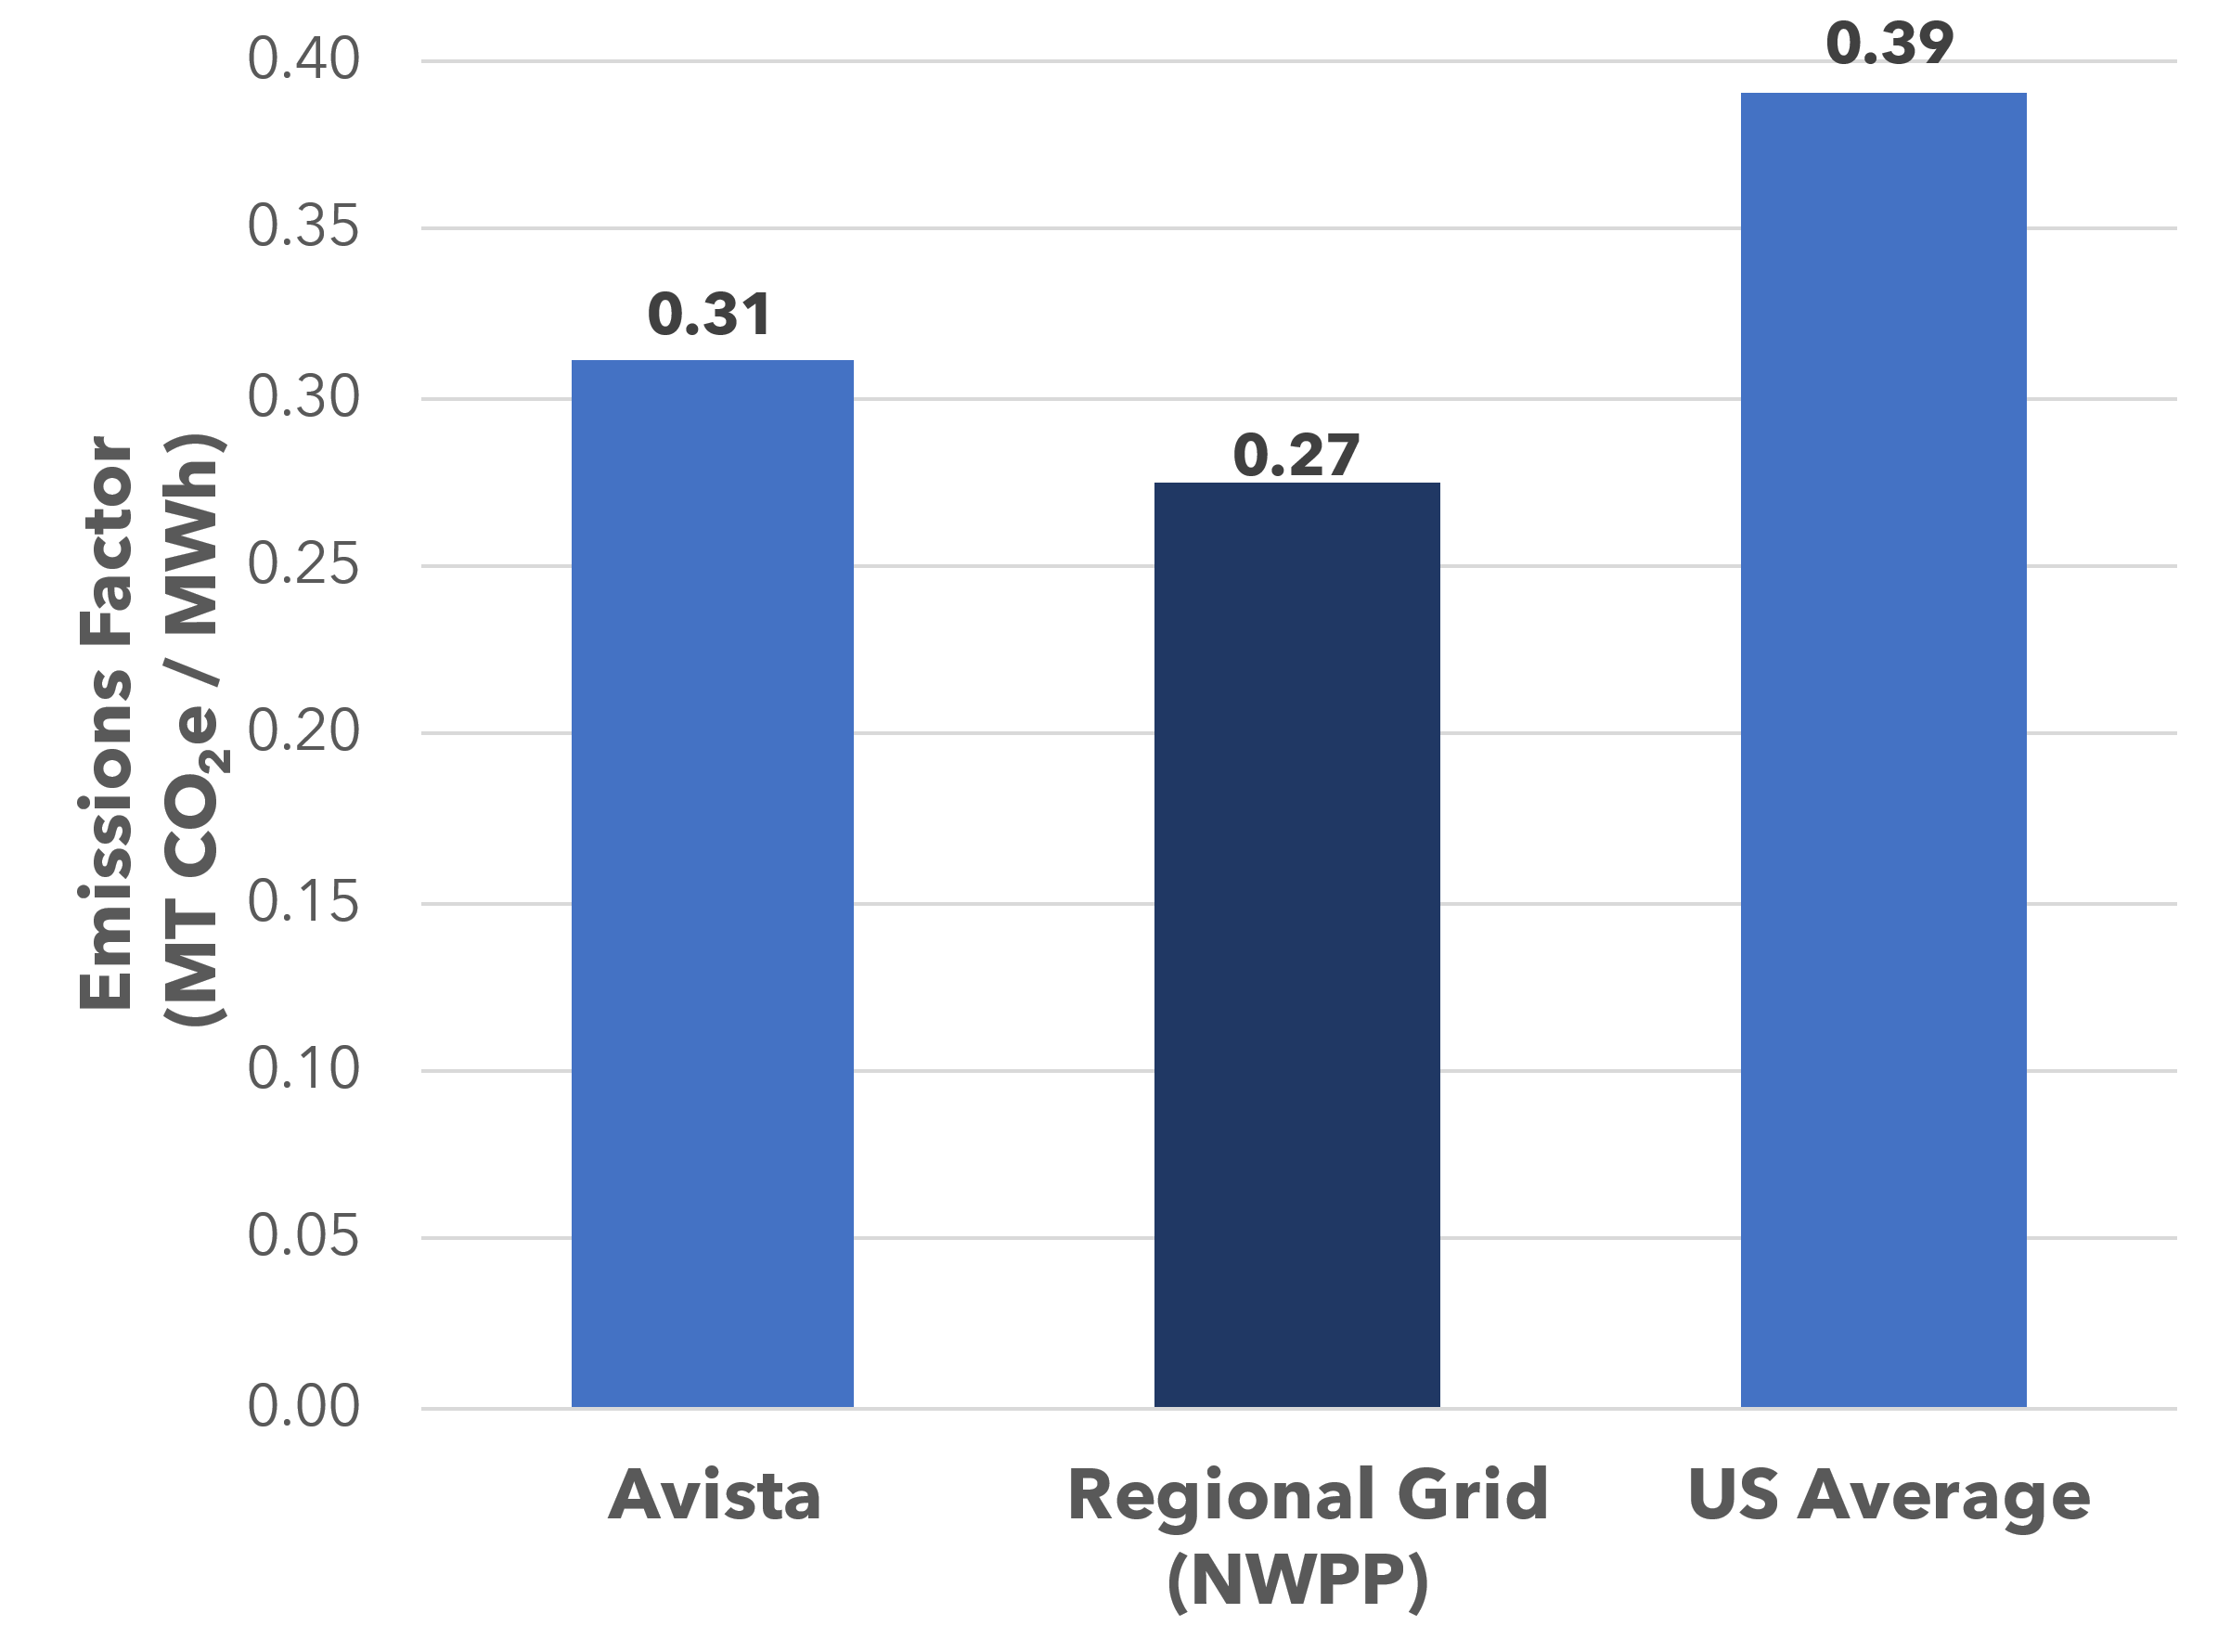 Emissions Factor
(MT CO₂e / MWh)
0.40
0.35
0.30
0.25
0.20
0.15
0.10
0.05
0.00
0.31
0.27
0.39
Avista
Regional Grid
(NWPP)
US Average